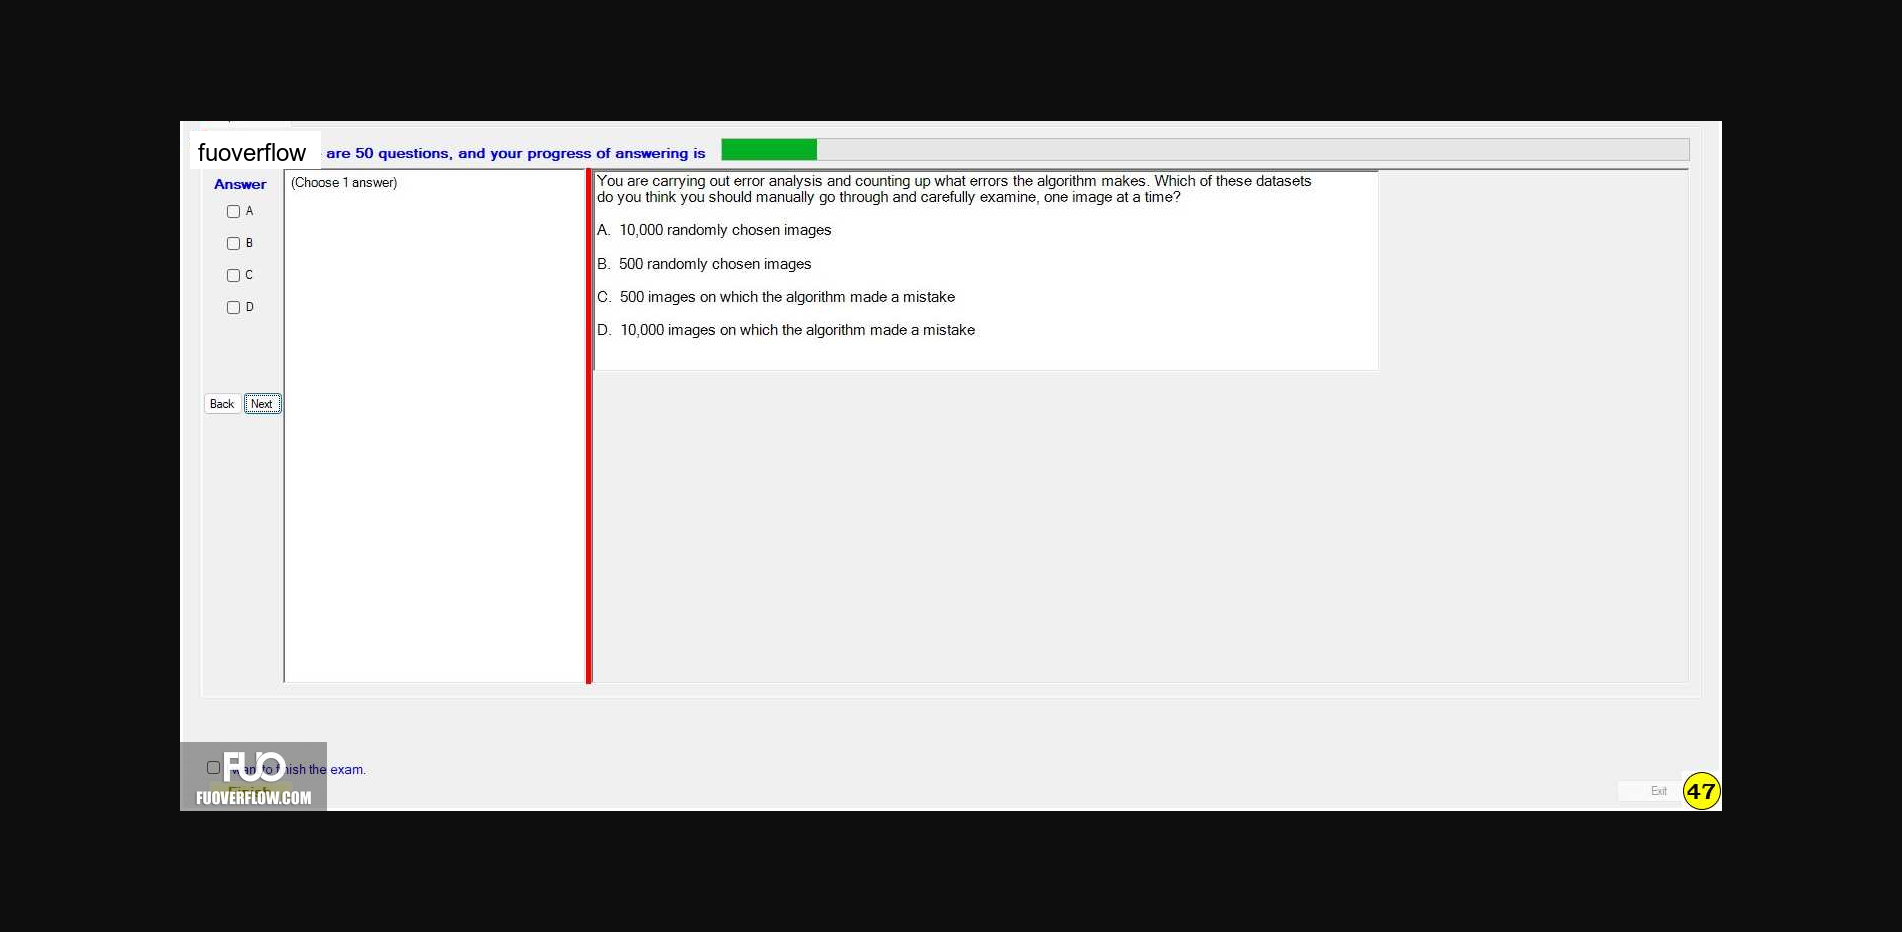 fuoverflow are 50 questions, and your progress of answering is
Answer
(Choose 1 answer)
A
B
C
D
Back Next
You are carrying out error analysis and counting up what errors the algorithm makes. Which of these datasets
do you think you should manually go through and carefully examine, one image at a time?
A. 10,000 randomly chosen images
B. 500 randomly chosen images
C. 500 images on which the algorithm made a mistake
D. 10,000 images on which the algorithm made a mistake
FUO
want to finish the exam.
Finish
FUOVERFLOW.COM
Exit
47